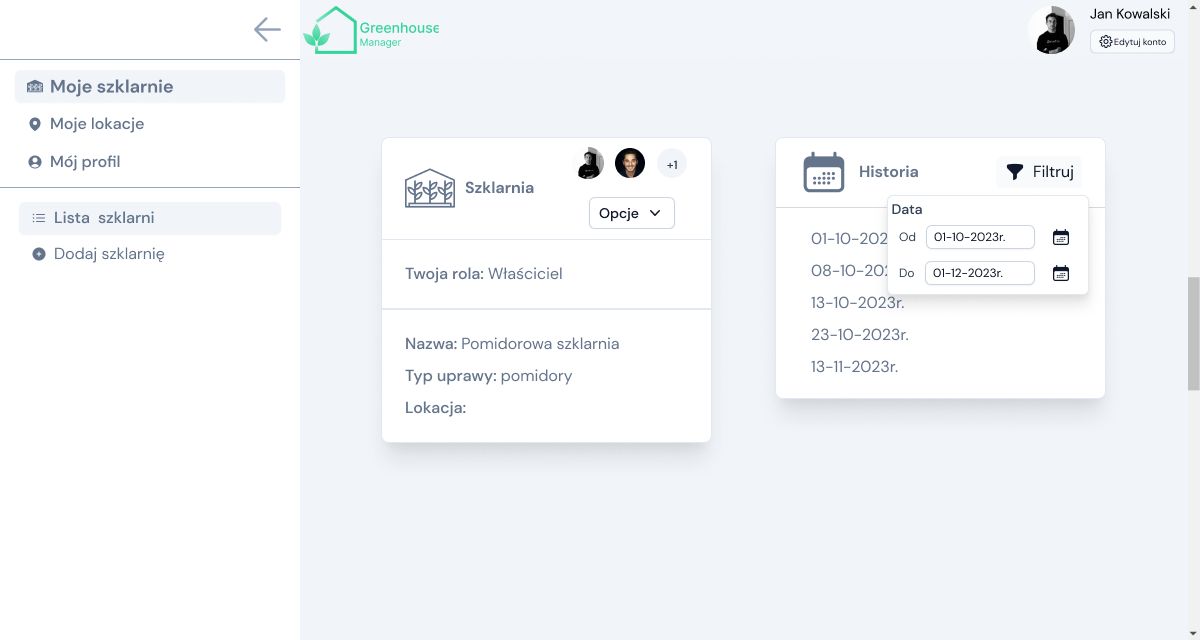 Greenhouse
Manager
Jan Kowalski
Edytuj konto
Moje szklarnie
Moje lokacje
Mój profil
Lista szklarni
Dodaj szklarnię
+1
Szklarnia
Opcje
Twoja rola: Właściciel
Nazwa: Pomidorowa szklarnia
Typ uprawy: pomidory
Lokacja:
Historia
Filtruj
Data
Od 01-10-2023r.
Do 01-12-2023r.
01-10-202
08-10-202
13-10-2023r.
23-10-2023r.
13-11-2023r.